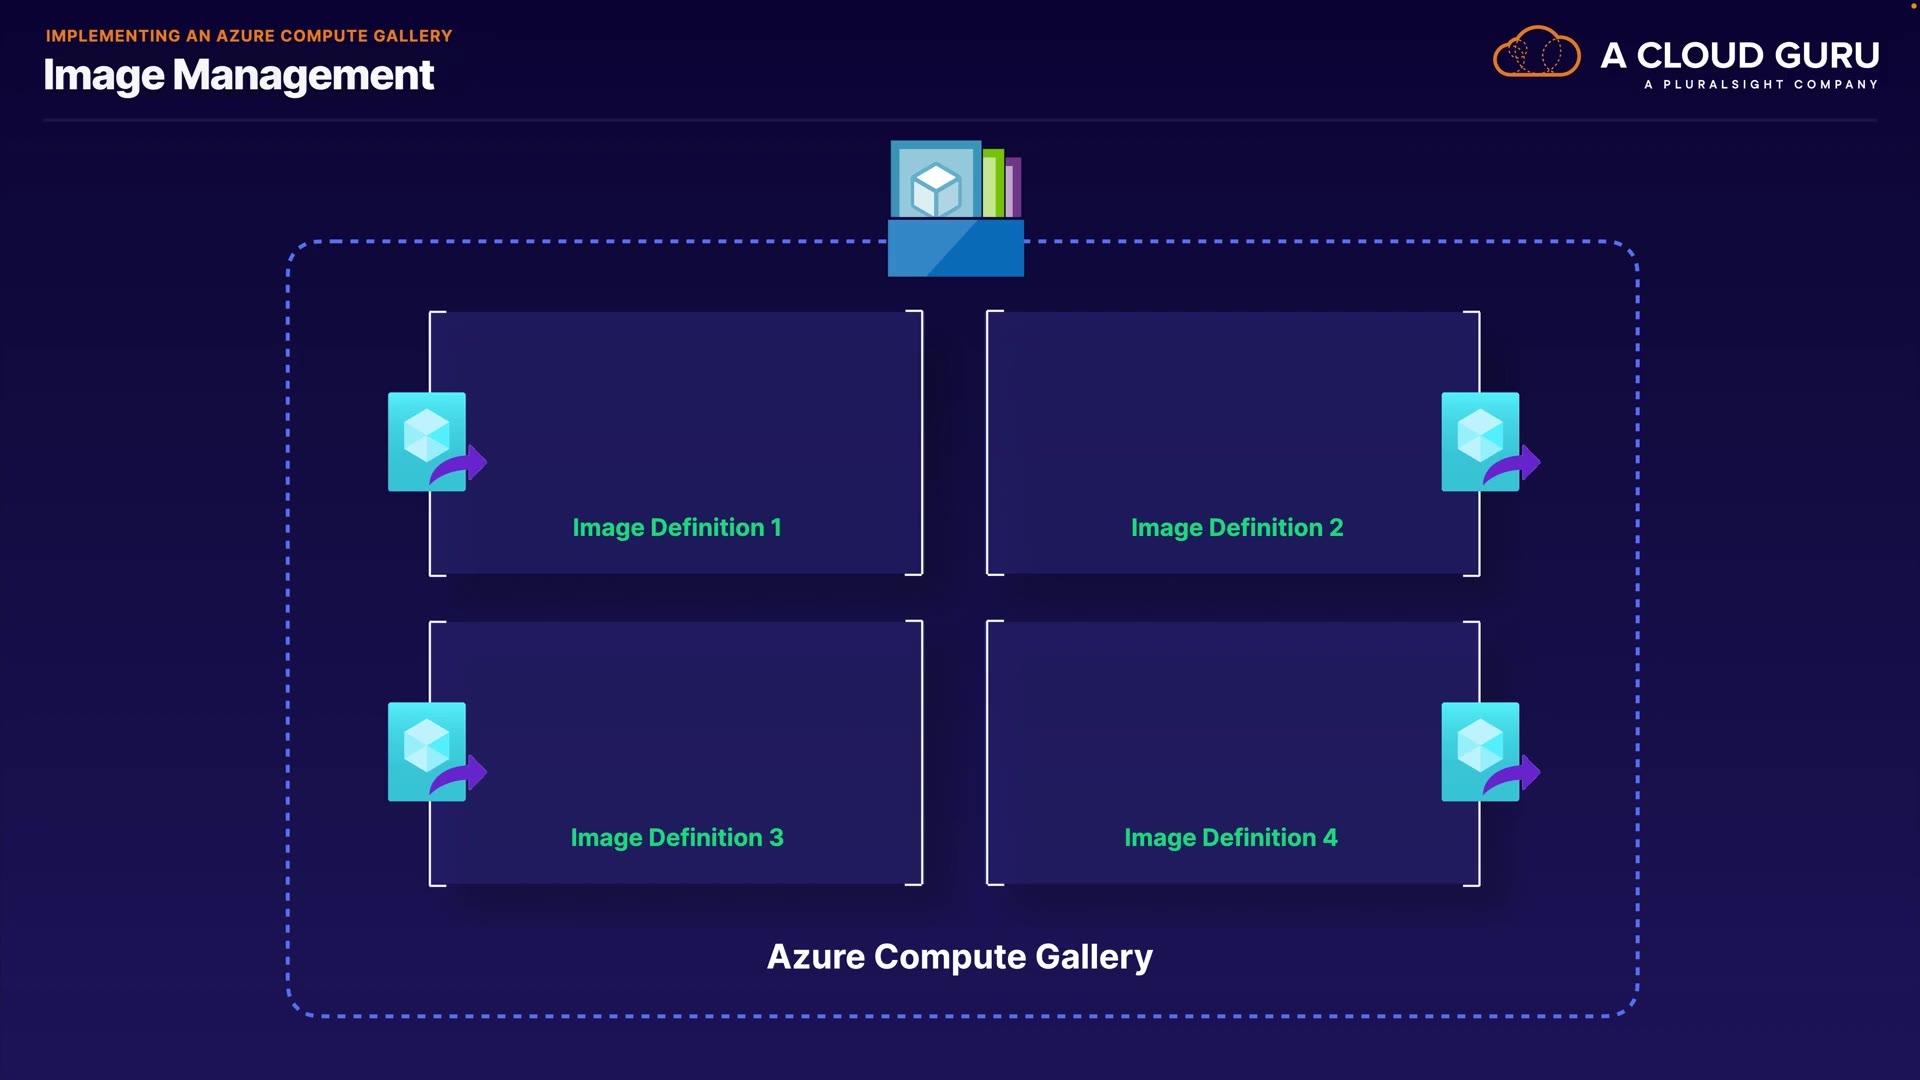 IMPLEMENTING AN AZURE COMPUTE GALLERY
Image Management
A CLOUD GURU
A PLURALSIGHT COMPANY
Image Definition 1
Image Definition 2
Image Definition 3
Image Definition 4
Azure Compute Gallery